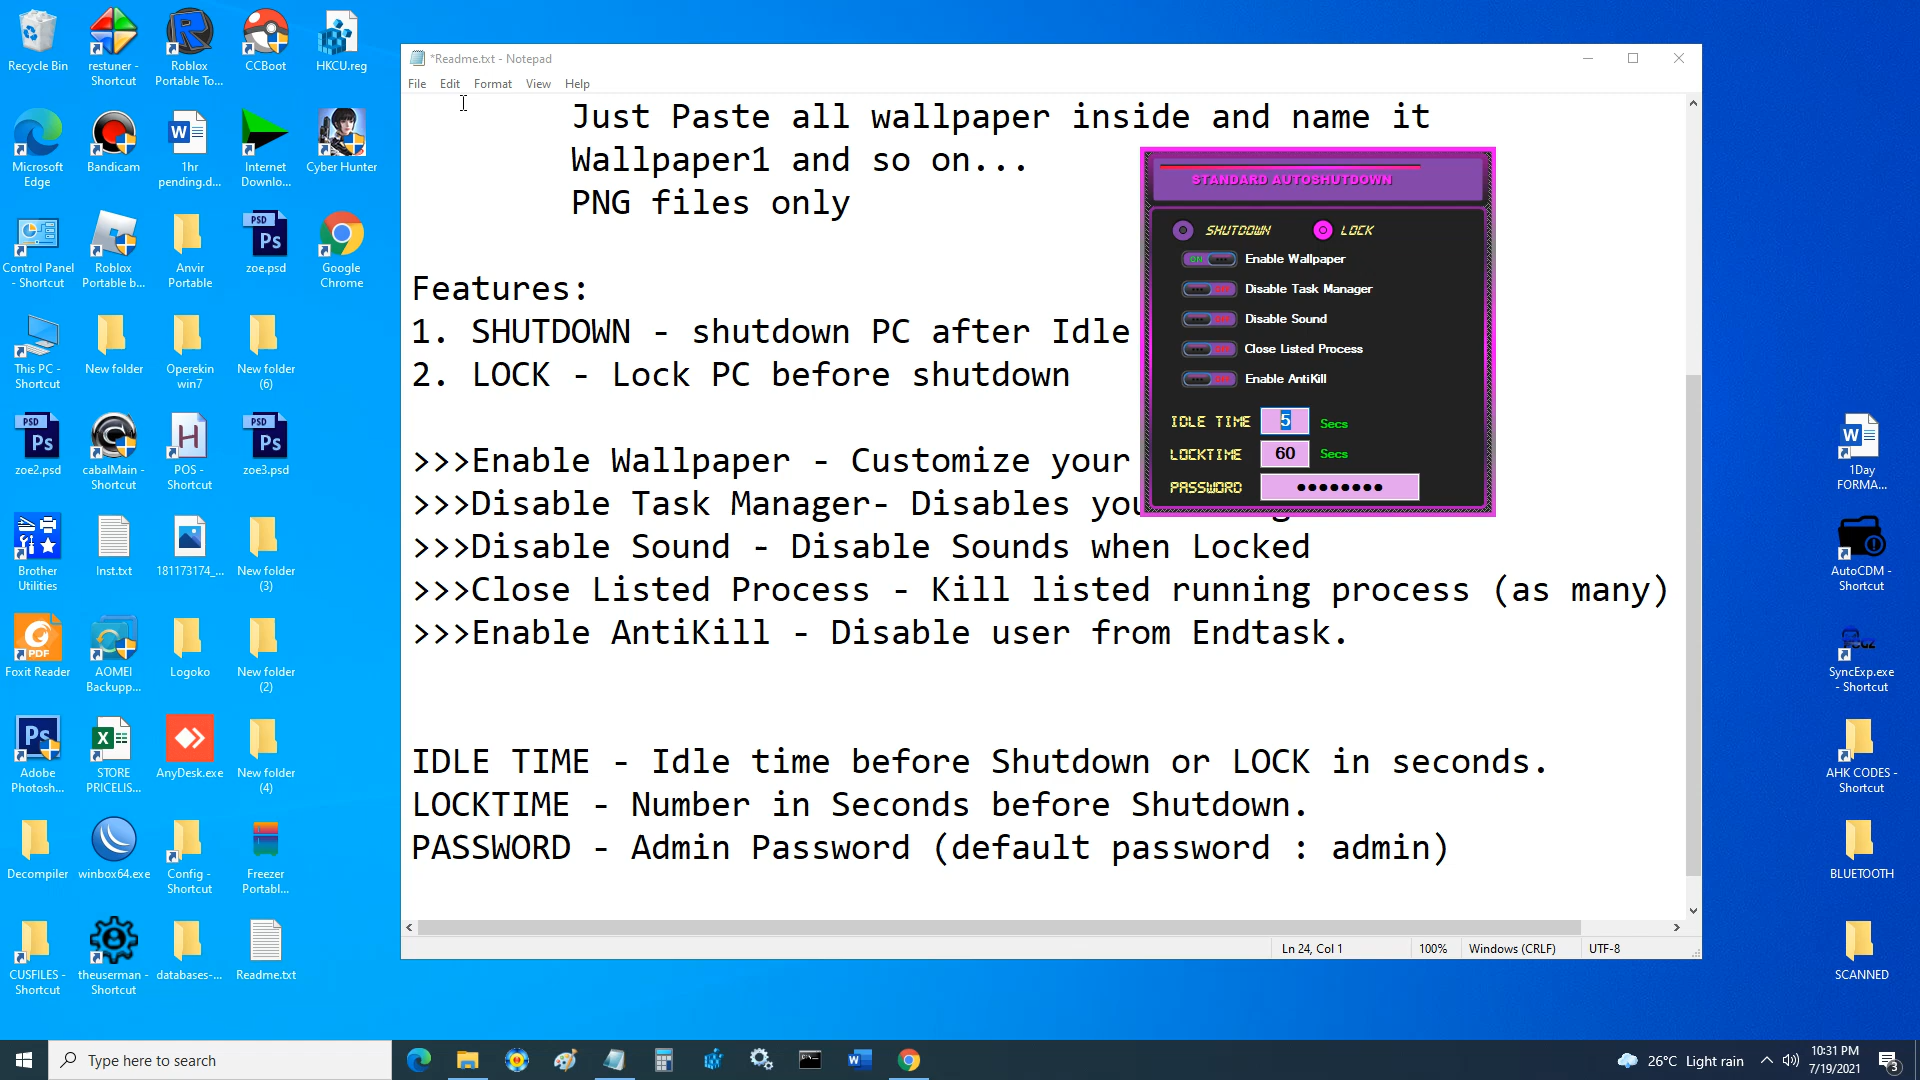 Recycle Bin
restuner - Shortcut
Roblox Portable To...
CCBoot
HKCU.reg
Microsoft Edge
Bandicam
1hr pending.d...
Internet Downlo...
Cyber Hunter
Control Panel - Shortcut
Roblox Portable b...
Anvir Portable
zoe.psd
Google Chrome
This PC - Shortcut
New folder
Operekin win7
New folder (6)
zoe2.psd
cabalMain - Shortcut
POS - Shortcut
zoe3.psd
Brother Utilities
Inst.txt
181173174_...
New folder (3)
Foxit Reader
AOMEI Backupp...
Logoko
New folder (2)
Adobe Photosh...
STORE PRICELIS...
AnyDesk.exe
New folder (4)
Decompiler
winbox64.exe
Config - Shortcut
Freezer Portabl...
CUSFILES - Shortcut
theuserman - Shortcut
databases-...
Readme.txt
*Readme.txt - Notepad
File Edit Format View Help
Just Paste all wallpaper inside and name it
Wallpaper1 and so on...
PNG files only
Features:
1. SHUTDOWN - shutdown PC after Idle
2. LOCK - Lock PC before shutdown
>>>Enable Wallpaper - Customize your
>>>Disable Task Manager- Disables
>>>Disable Sound - Disable Sounds when Locked
>>>Close Listed Process - Kill listed running process (as many)
>>>Enable AntiKill - Disable user from Endtask.
IDLE TIME - Idle time before Shutdown or LOCK in seconds.
LOCKTIME - Number in Seconds before Shutdown.
PASSWORD - Admin Password (default password : admin)
Ln 24, Col 1 100% Windows (CRLF) UTF-8
STANDARD AUTOSHUTDOWN
SHUTDOWN LOCK
ON Enable Wallpaper
Disable Task Manager
Disable Sound
Close Listed Process
Enable AntiKill
IDLE TIME 5 Secs
LOCKTIME 60 Secs
PASSWORD ••••••••
1Day FORMA...
AutoCDM - Shortcut
SyncExp.exe - Shortcut
AHK CODES - Shortcut
BLUETOOTH
SCANNED
Type here to search
26°C Light rain
10:31 PM
7/19/2021
3